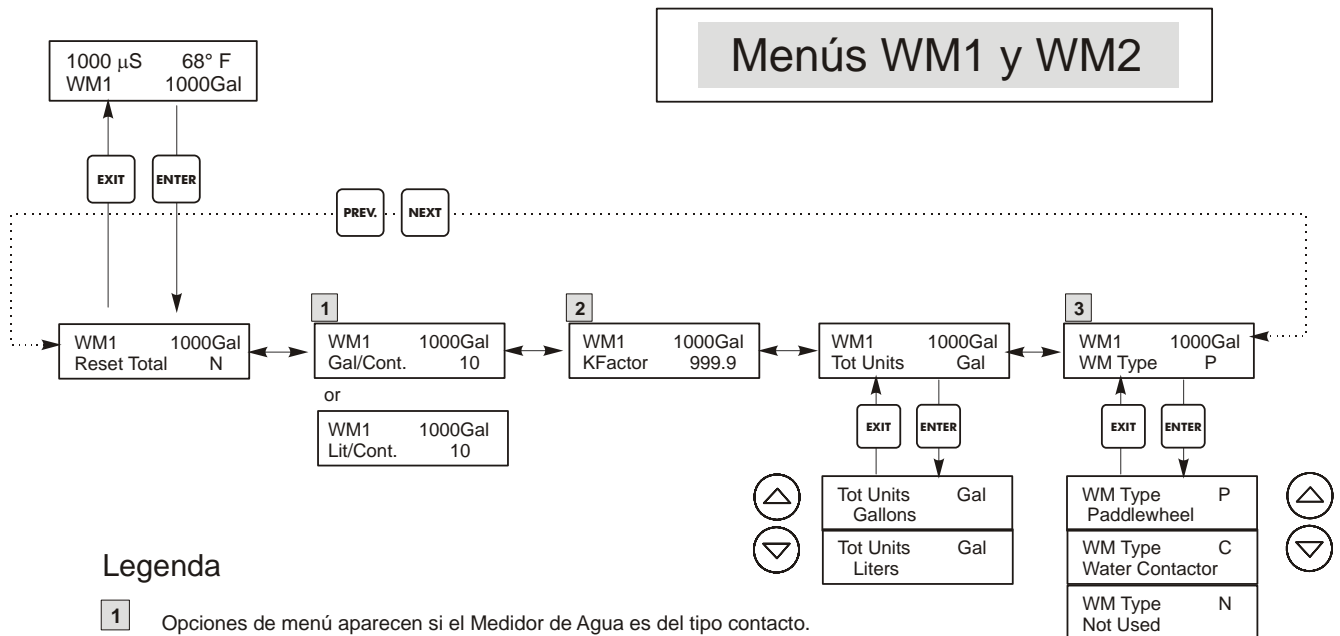 Menús WM1 y WM2
1000 μS 68° F
WM1 1000Gal
EXIT ENTER
PREV. NEXT
1
2
3
WM1 1000Gal
Reset Total N
WM1 1000Gal
Gal/Cont. 10
or
WM1 1000Gal
Lit/Cont. 10
WM1 1000Gal
KFactor 999.9
WM1 1000Gal
Tot Units Gal
WM1 1000Gal
WM Type P
EXIT ENTER
EXIT ENTER
Tot Units Gal
Gallons
Tot Units Gal
Liters
WM Type P
Paddlewheel
WM Type C
Water Contactor
WM Type N
Not Used
Legenda
1 Opciones de menú aparecen si el Medidor de Agua es del tipo contacto.